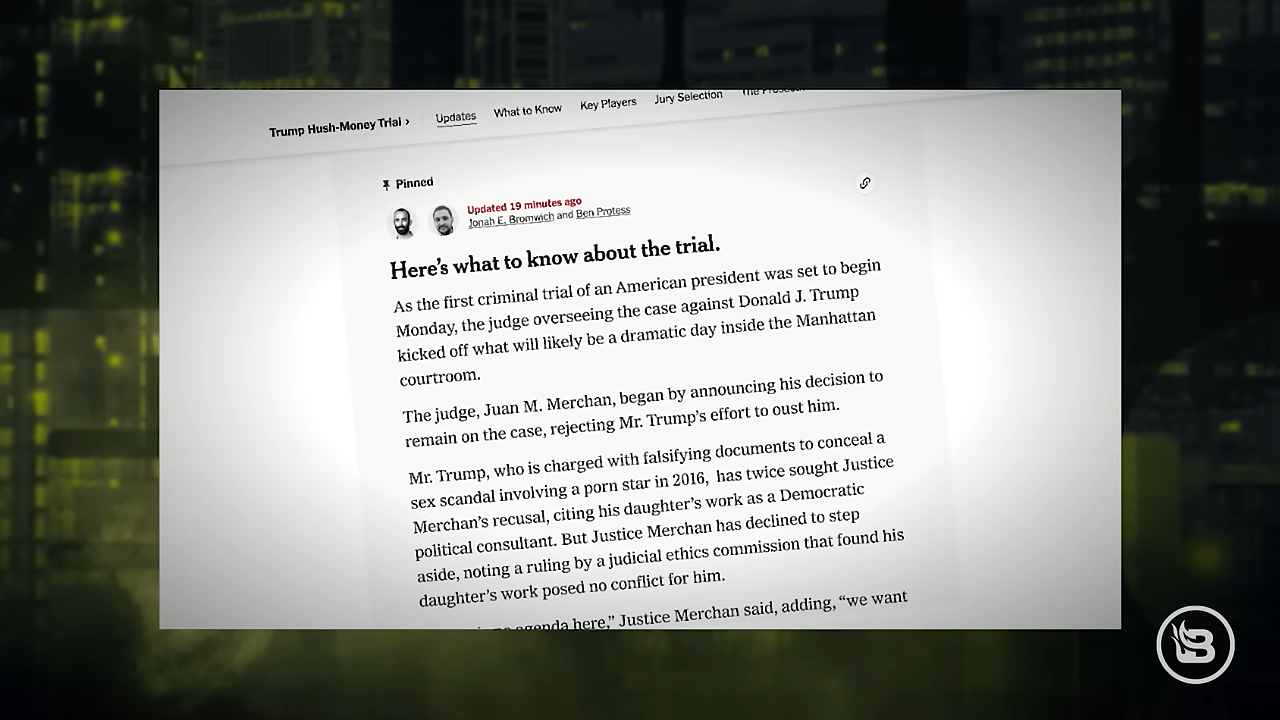 Trump Hush-Money Trial › Updates What to Know Key Players Jury Selection The
Pinned
Updated 19 minutes ago
Jonah E. Bromwich and Ben Protess
Here's what to know about the trial.
As the first criminal trial of an American president was set to begin
Monday, the judge overseeing the case against Donald J. Trump
kicked off what will likely be a dramatic day inside the Manhattan
courtroom.
The judge, Juan M. Merchan, began by announcing his decision to
remain on the case, rejecting Mr. Trump's effort to oust him.
Mr. Trump, who is charged with falsifying documents to conceal a
sex scandal involving a porn star in 2016, has twice sought Justice
Merchan's recusal, citing his daughter's work as a Democratic
political consultant. But Justice Merchan has declined to step
aside, noting a ruling by a judicial ethics commission that found his
daughter's work posed no conflict for him.
agenda here,” Justice Merchan said, adding, “we want
B